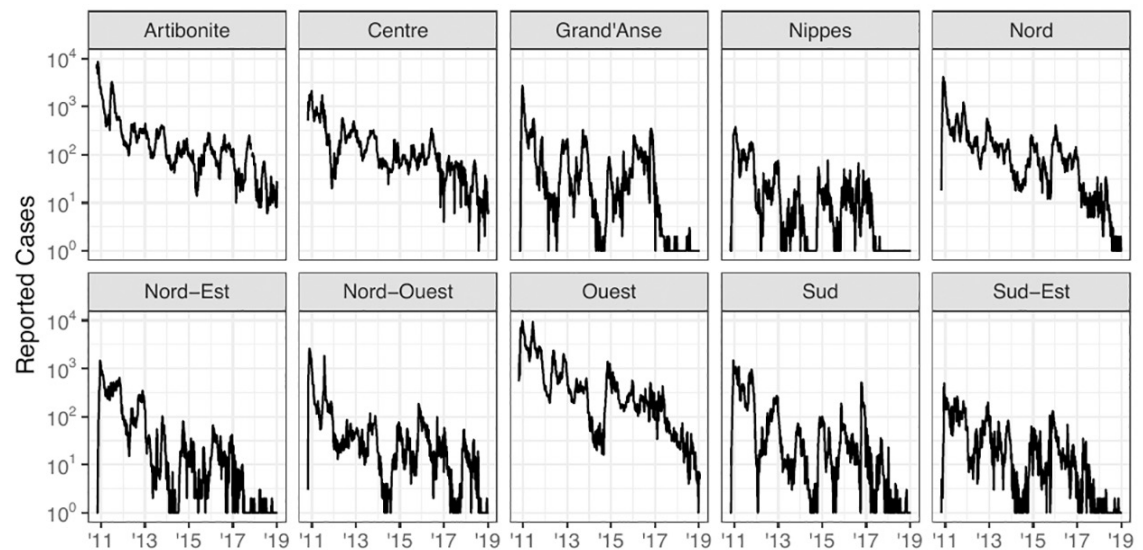 Artibonite Centre Grand'Anse Nippes Nord
10⁴
10³
10²
10¹
10⁰
Reported Cases
Nord–Est Nord–Ouest Ouest Sud Sud–Est
10⁴
10³
10²
10¹
10⁰
'11 '13 '15 '17 '19 '11 '13 '15 '17 '19 '11 '13 '15 '17 '19 '11 '13 '15 '17 '19 '11 '13 '15 '17 '19